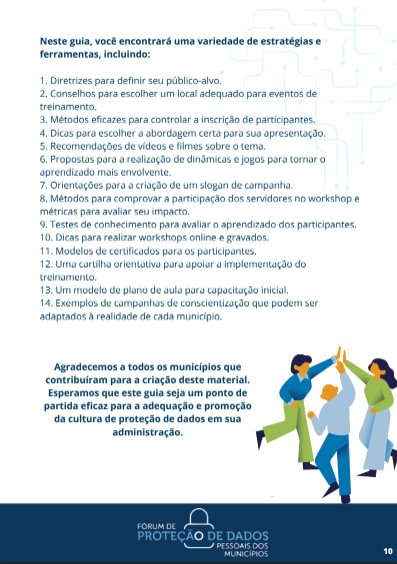 Neste guia, você encontrará uma variedade de estratégias e
ferramentas, incluindo:
1. Diretrizes para definir seu público-alvo.
2. Conselhos para escolher um local adequado para eventos de
treinamento.
3. Métodos eficazes para controlar a inscrição de participantes.
4. Dicas para escolher a abordagem certa para sua apresentação.
5. Recomendações de vídeos e filmes sobre o tema.
6. Propostas para a realização de dinâmicas e jogos para tornar o
aprendizado mais envolvente.
7. Orientações para a criação de um slogan de campanha.
8. Métodos para comprovar a participação dos servidores no workshop e
métricas para avaliar seu impacto.
9. Testes de conhecimento para avaliar o aprendizado dos participantes.
10. Dicas para realizar workshops online e gravados.
11. Modelos de certificados para os participantes.
12. Uma cartilha orientativa para apoiar a implementação do
treinamento.
13. Um modelo de plano de aula para capacitação inicial.
14. Exemplos de campanhas de conscientização que podem ser
adaptados à realidade de cada município.
Agradecemos a todos os municípios que
contribuíram para a criação deste material.
Esperamos que este guia seja um ponto de
partida eficaz para a adequação e promoção
da cultura de proteção de dados em sua
administração.
FÓRUM DE
PROTEÇÃO DE DADOS
PESSOAIS DOS
MUNICÍPIOS
10